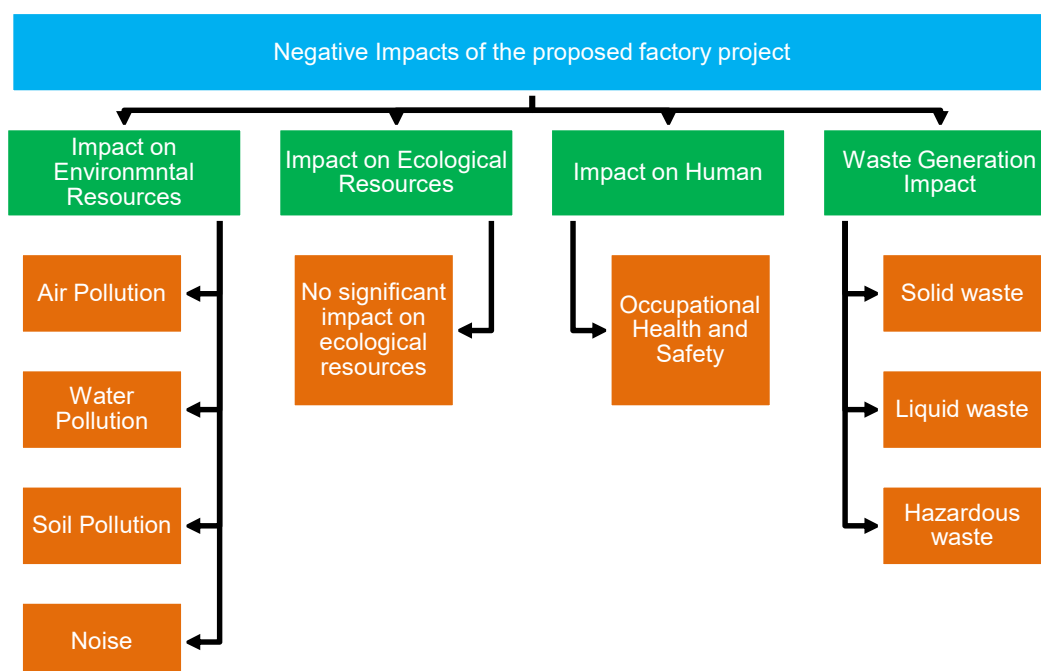 Negative Impacts of the proposed factory project
Impact on
Environmntal
Resources
Impact on Ecological
Resources
Impact on Human
Waste Generation
Impact
Air Pollution
Water
Pollution
Soil Pollution
Noise
No significant
impact on
ecological
resources
Occupational
Health and
Safety
Solid waste
Liquid waste
Hazardous
waste